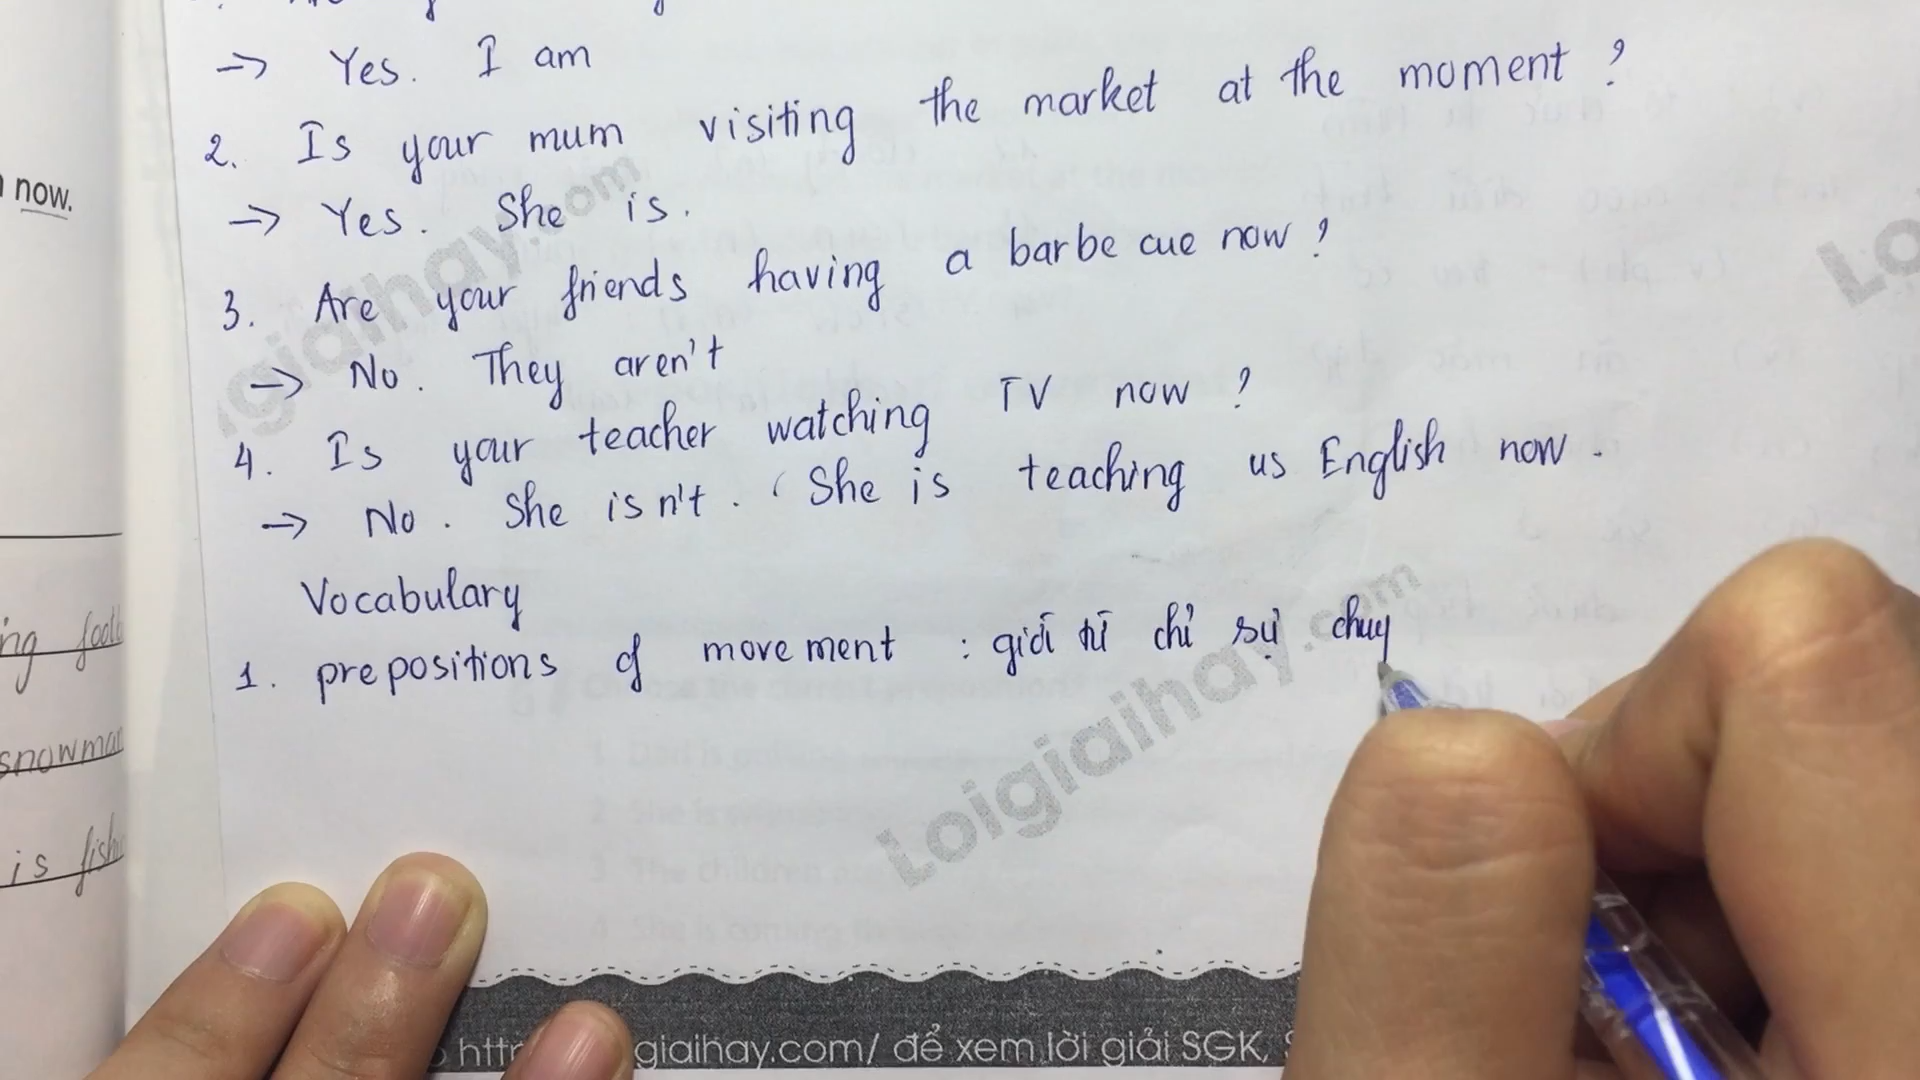 now.
→ Yes. I am
2. Is your mum visiting the market at the moment ?
→ Yes. She is.
3. Are your friends having a barbecue now ?
→ No. They aren't
4. Is your teacher watching TV now ?
→ No. She isn't. ( She is teaching us English now.
Vocabulary
1. prepositions of movement : giới từ chỉ sự chuy
snowman
is fish
Loigiaihay.com
giaihay.com/ để xem lời giải SGK,